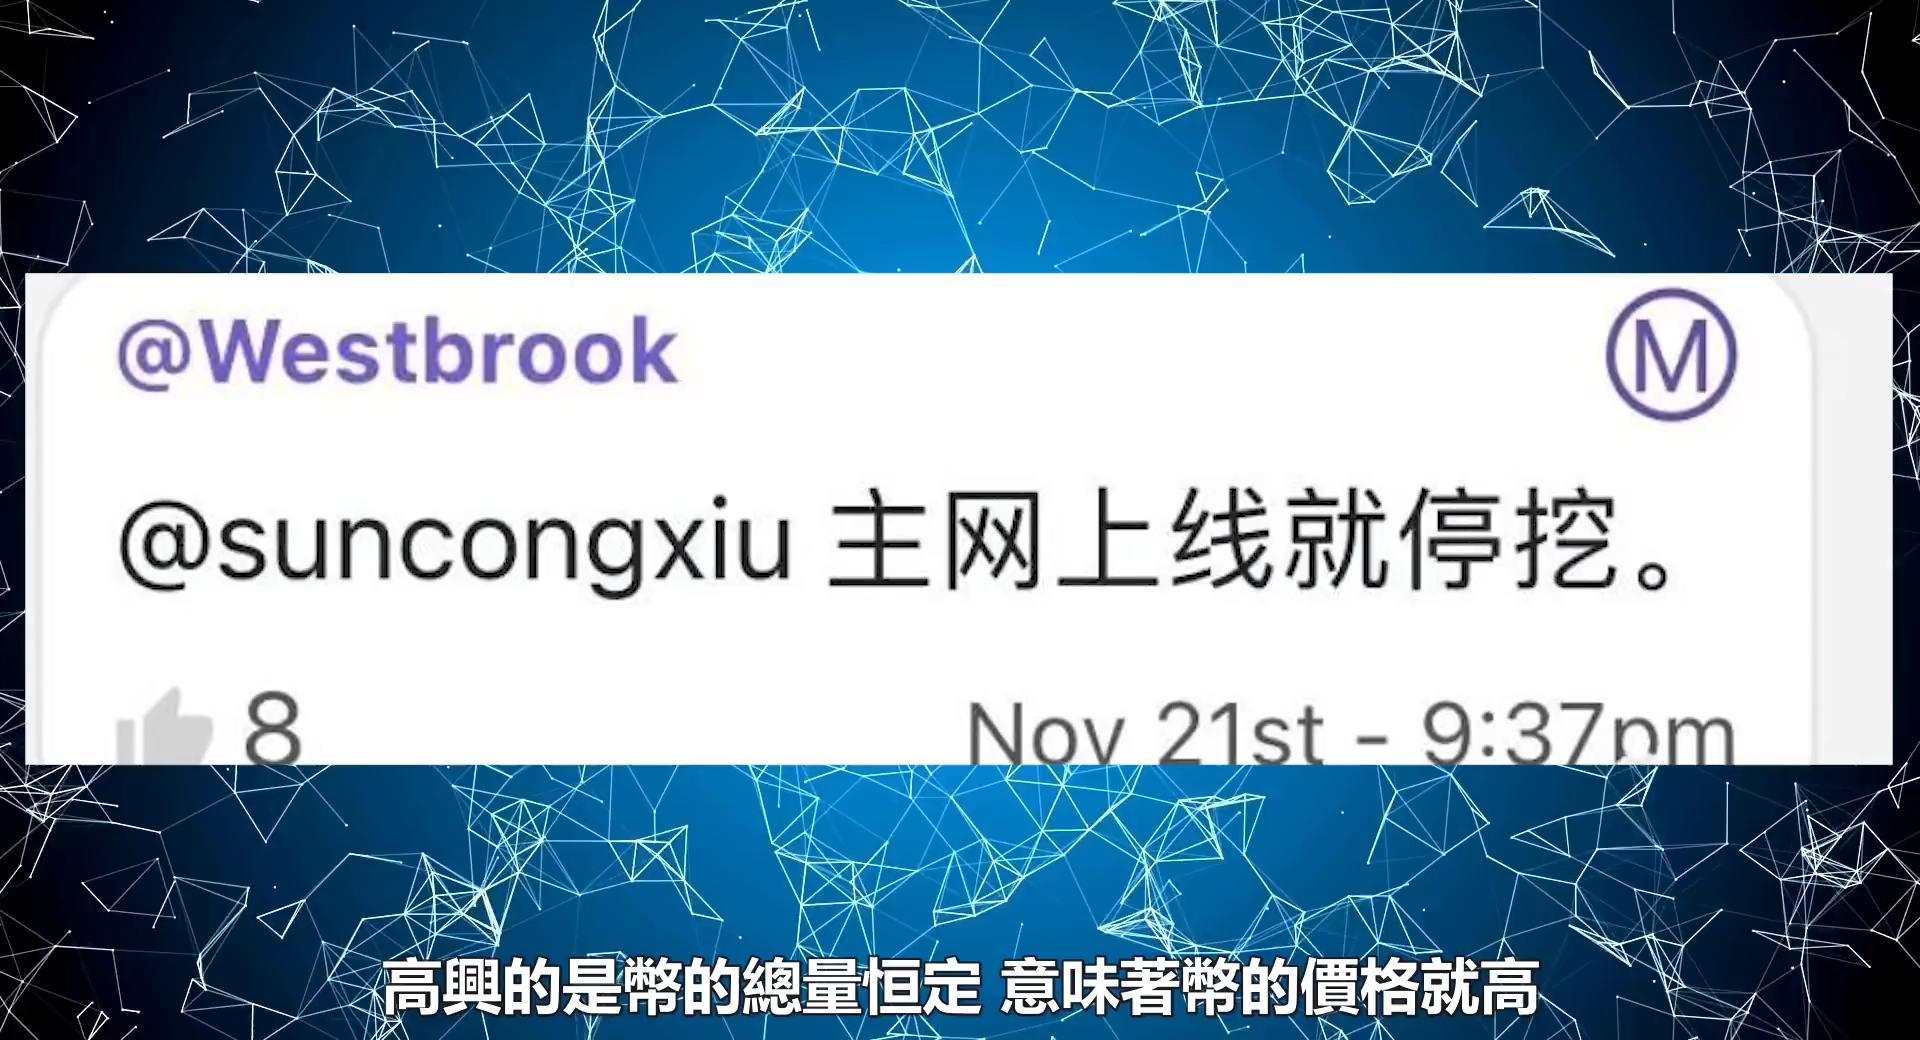 @Westbrook
M
@suncongxiu 主网上线就停挖。
8
Nov 21st - 9:37pm
高興的是幣的總量恒定 意味著幣的價格就高